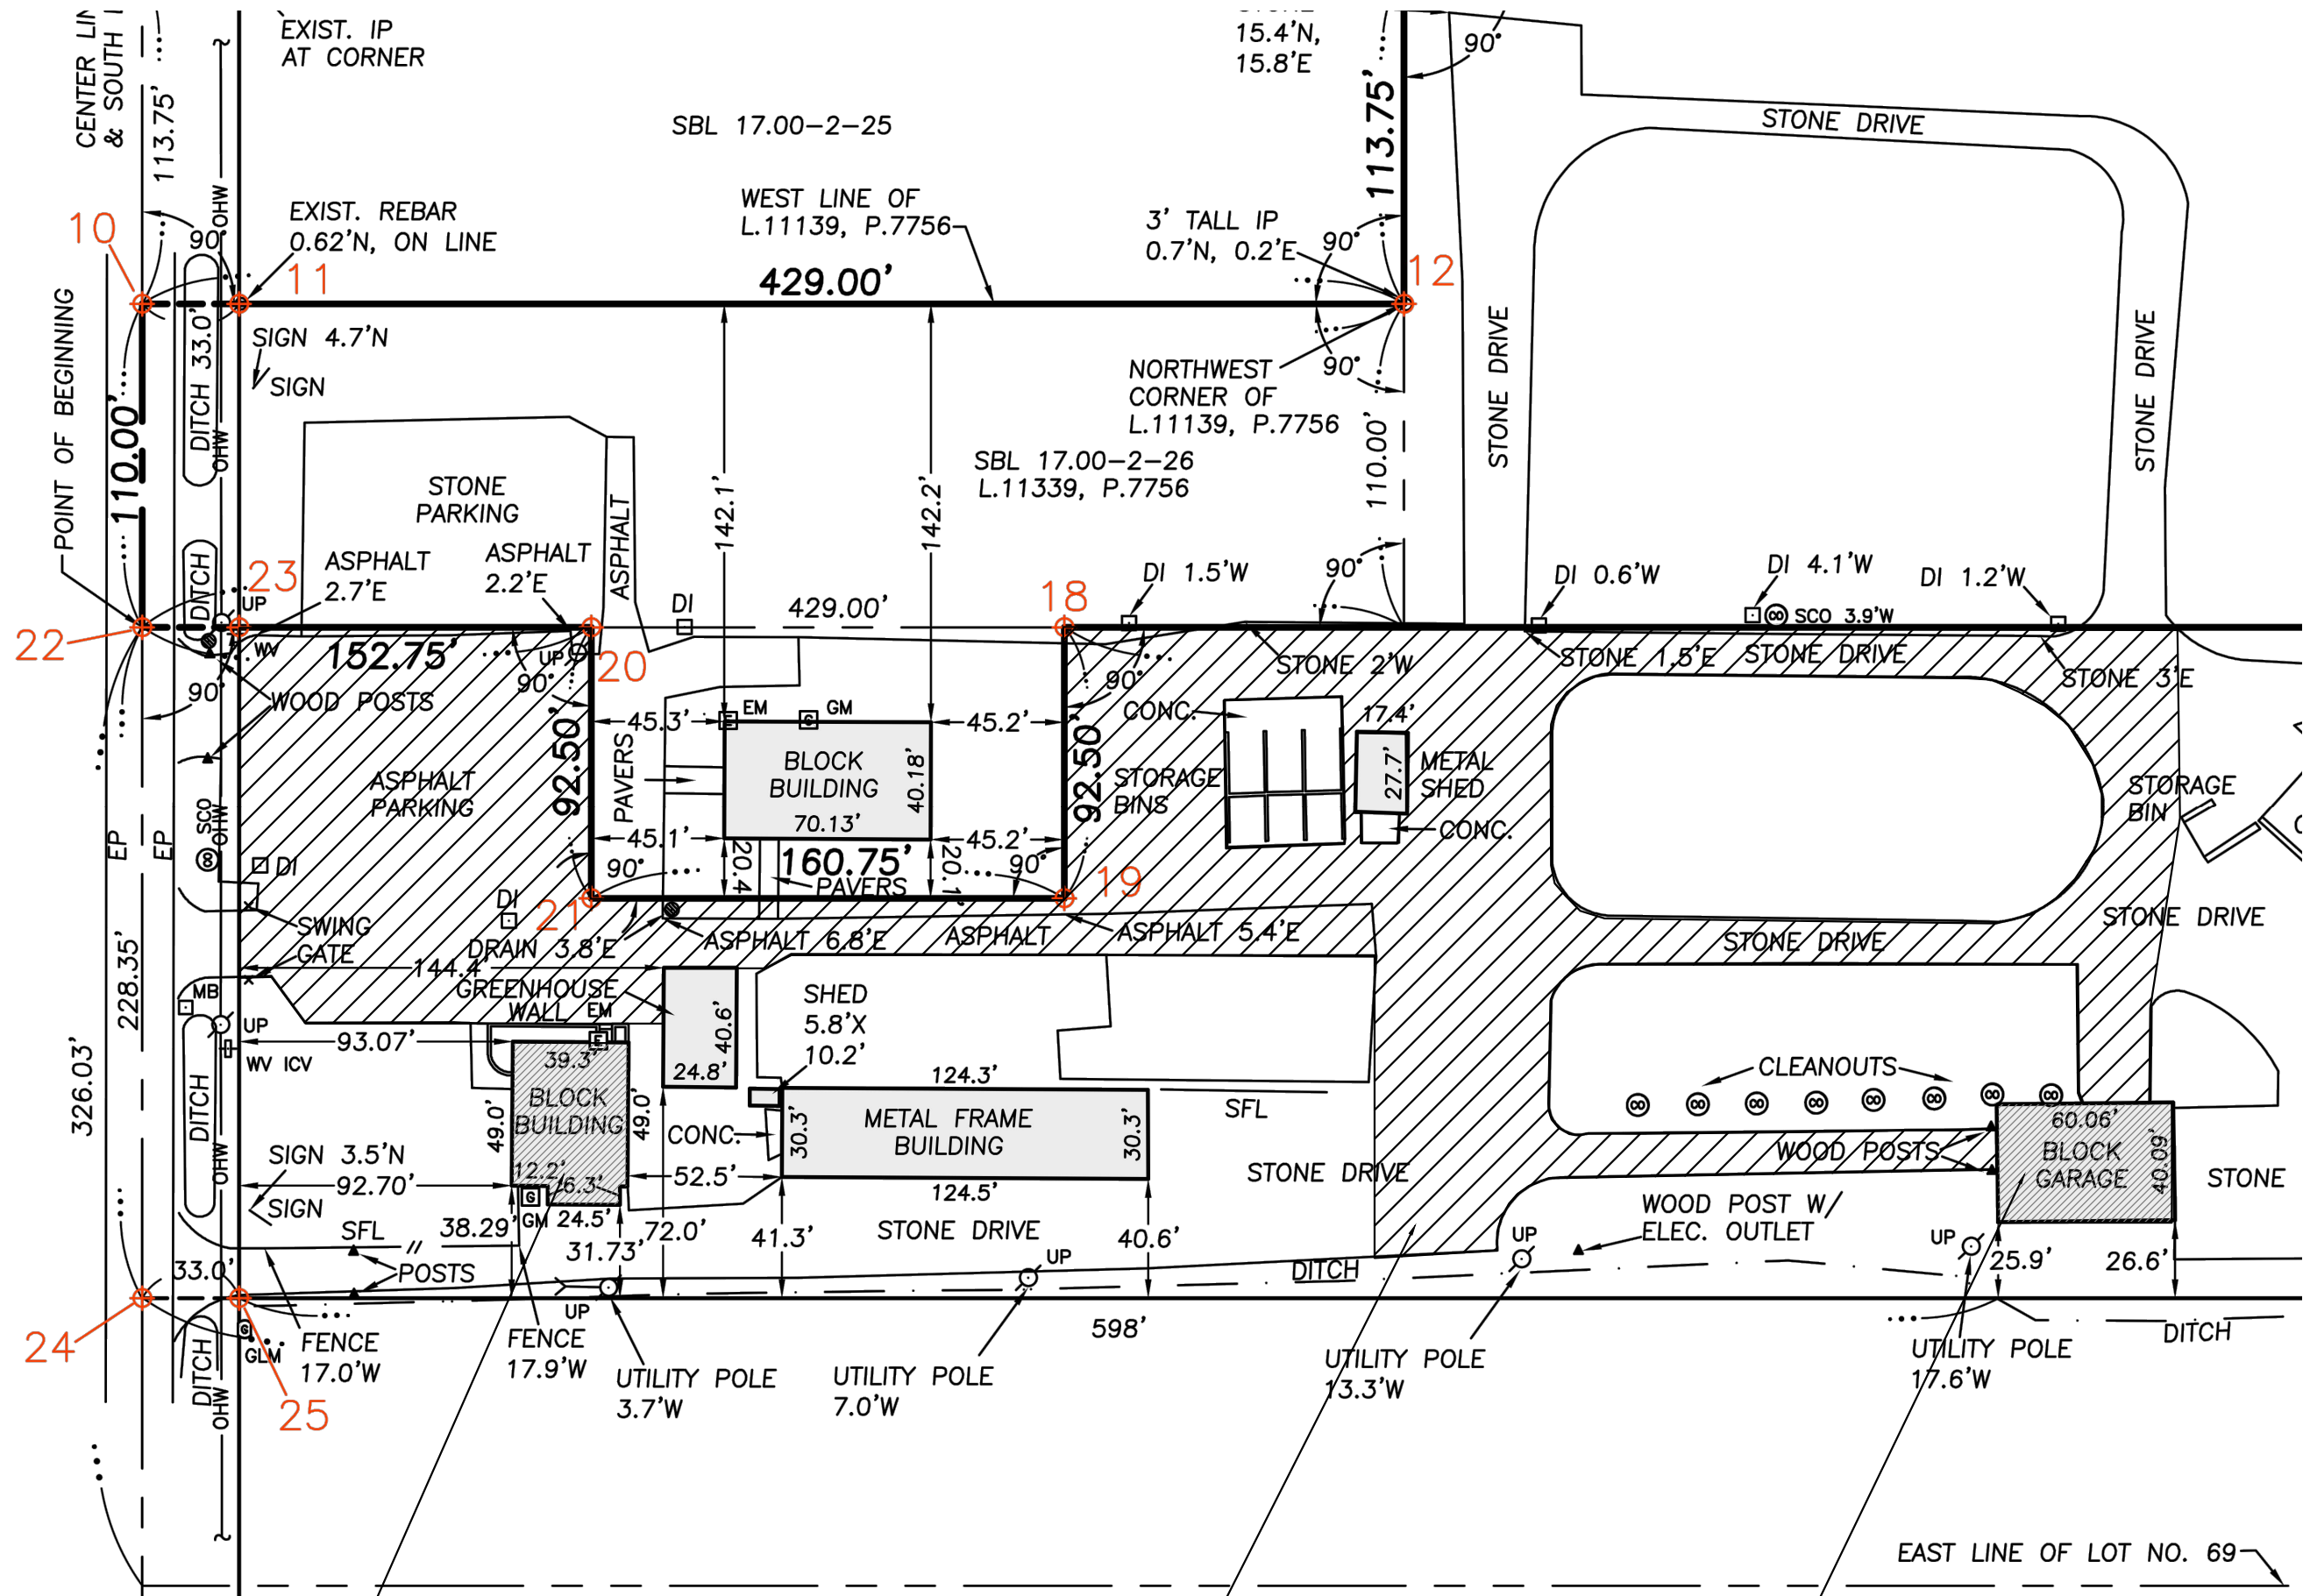 CENTER LIN
& SOUTH
113.75'
EXIST. IP
AT CORNER
15.4'N,
15.8'E
90°
113.75'
STONE DRIVE
SBL 17.00-2-25
OHW
EXIST. REBAR
0.62'N, ON LINE
WEST LINE OF
L.11139, P.7756
3' TALL IP
0.7'N, 0.2'E
90°
10
90°
11
429.00'
12
POINT OF BEGINNING
DITCH 33.0'
SIGN 4.7'N
SIGN
90°
NORTHWEST
CORNER OF
L.11139, P.7756
STONE DRIVE
STONE DRIVE
110.00'
OHW
STONE
PARKING
ASPHALT
142.1'
142.2'
SBL 17.00-2-26
L.11339, P.7756
110.00'
DITCH
23
UP
ASPHALT
2.7'E
ASPHALT
2.2'E
DI
429.00'
18
DI 1.5'W
90°
DI 0.6'W
DI 4.1'W
SCO 3.9'W
DI 1.2'W
22
WV
152.75'
UP
20
90°
90°
WOOD POSTS
90°
STONE 2'W
STONE 1.5'E
STONE DRIVE
STONE 3'E
92.50'
PAVERS
45.3'
E
EM
G
GM
45.2'
CONC.
17.4'
27.7'
METAL
SHED
BLOCK
BUILDING
40.18'
70.13'
92.50'
STORAGE
BINS
STORAGE
BIN
ASPHALT
PARKING
EP
EP
SCO
OHW
45.1'
45.2'
CONC.
DI
90°
20.4
160.75'
PAVERS
20.1'
90°
19
DI
21
SWING
GATE
DRAIN 3.8'E
ASPHALT 6.8'E
ASPHALT
ASPHALT 5.4'E
STONE DRIVE
STONE DRIVE
228.35'
144.4'
GREENHOUSE
WALL
EM
MB
UP
SHED
5.8'X
10.2'
40.6'
24.8'
326.03'
93.07'
E
39.3'
WV ICV
BLOCK
BUILDING
49.0'
49.0'
124.3'
SFL
CLEANOUTS
DITCH
CONC.
30.3'
METAL FRAME
BUILDING
30.3'
60.06'
BLOCK
GARAGE
40.09'
WOOD POSTS
OHW
SIGN 3.5'N
92.70'
SIGN
12.2'
6.3'
52.5'
124.5'
STONE DRIVE
STONE
G
GM
24.5'
WOOD POST W/
ELEC. OUTLET
SFL
38.29'
31.73'
72.0'
41.3'
STONE DRIVE
40.6'
UP
UP
UP
25.9'
26.6'
33.0'
POSTS
DITCH
UP
24
G
GLM
FENCE
17.0'W
FENCE
17.9'W
598'
DITCH
DITCH
OHW
25
UTILITY POLE
3.7'W
UTILITY POLE
7.0'W
UTILITY POLE
13.3'W
UTILITY POLE
17.6'W
EAST LINE OF LOT NO. 69